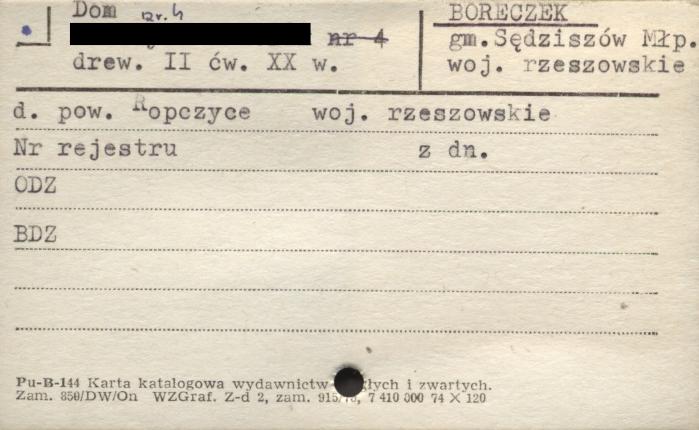 Dom nr. 4
BORECZEK
nr 4
gm.Sędziszów Młp.
drew. II ćw. XX w.
woj. rzeszowskie
d. pow. Ropczyce woj. rzeszowskie
Nr rejestru z dn.
ODZ
BDZ
Pu-B-144 Karta katalogowa wydawnictw głych i zwartych.
Zam. 850/DW/On WZGraf. Z-d 2, zam. 7 410 000 74 X 120